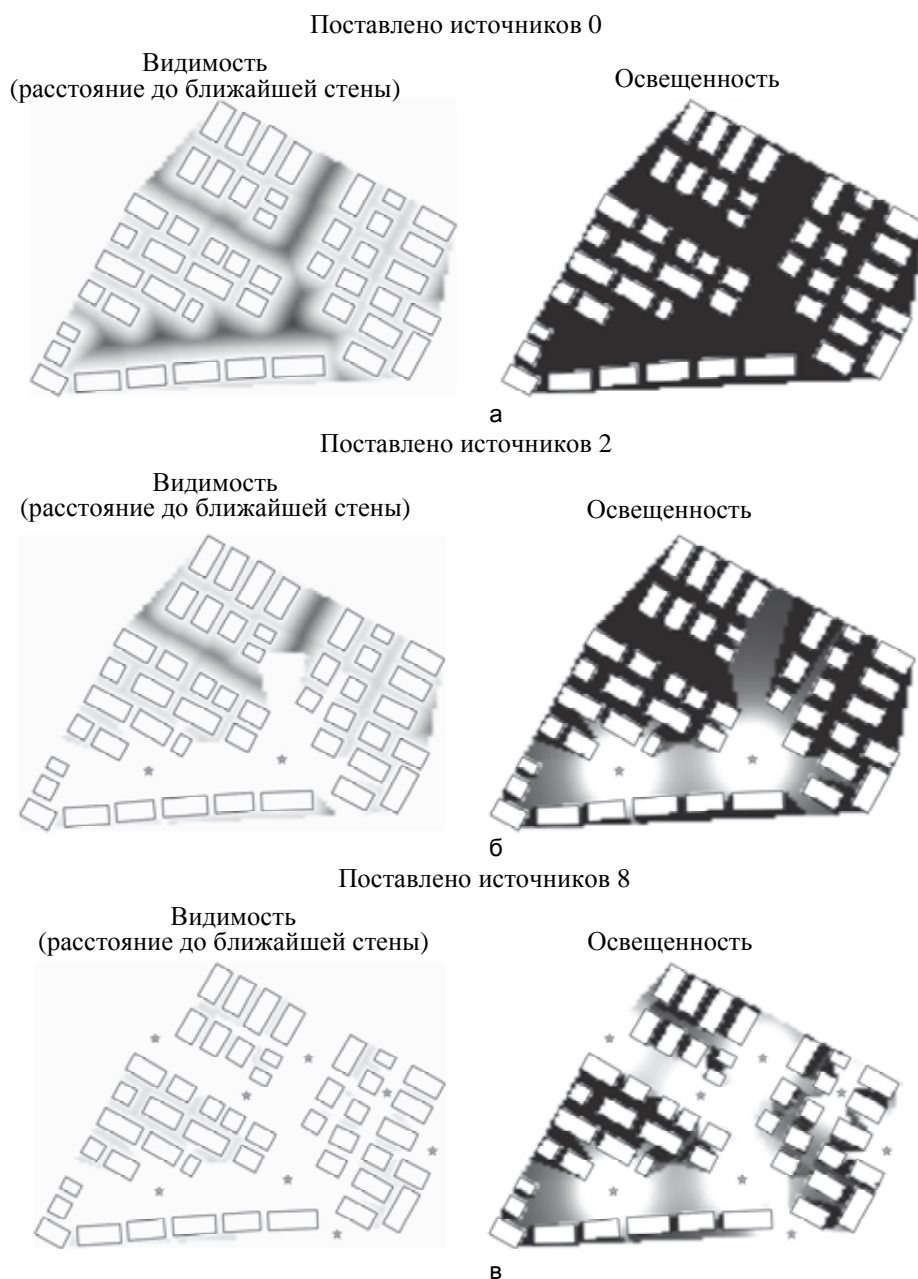 Поставлено источников 0
Видимость
(расстояние до ближайшей стены)
Освещенность
а
Поставлено источников 2
Видимость
(расстояние до ближайшей стены)
Освещенность
б
Поставлено источников 8
Видимость
(расстояние до ближайшей стены)
Освещенность
в